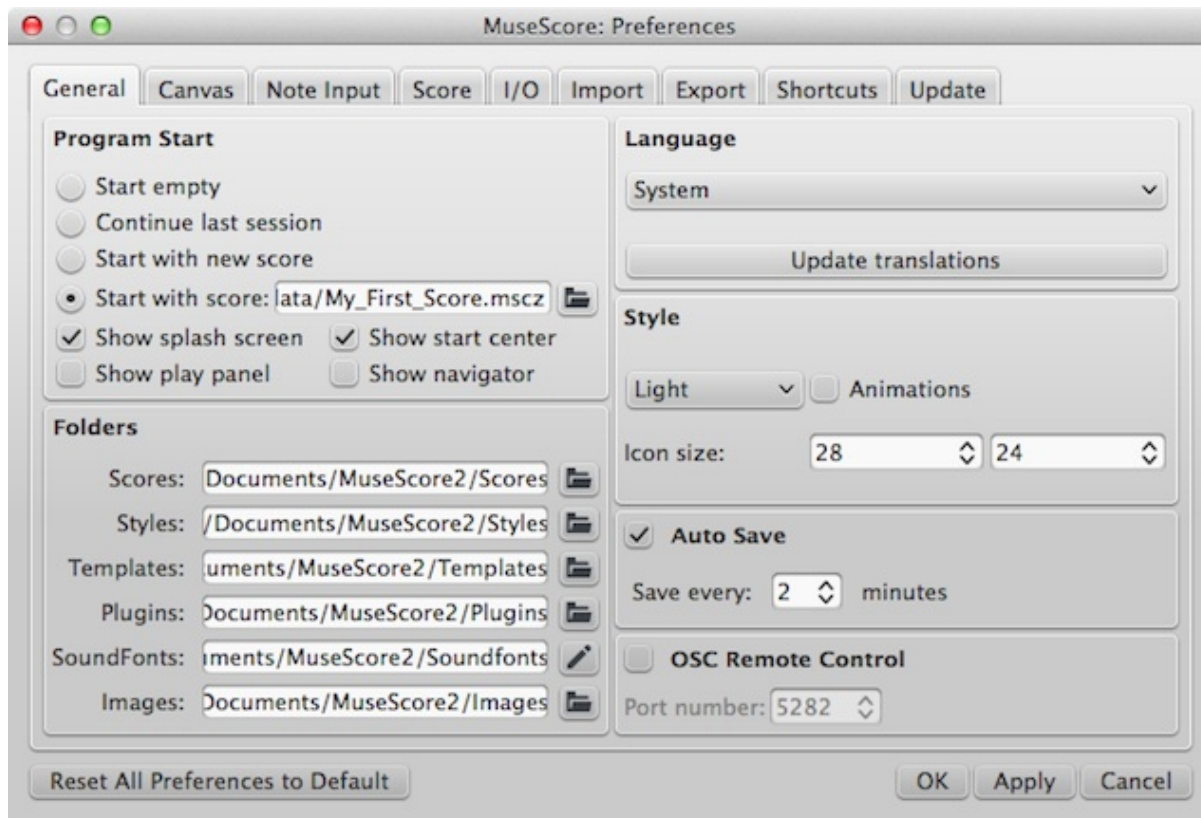 MuseScore: Preferences
General Canvas Note Input Score I/O Import Export Shortcuts Update
Program Start
Start empty
Continue last session
Start with new score
Start with score: lata/My_First_Score.mscz
Show splash screen Show start center
Show play panel Show navigator
Folders
Scores: Documents/MuseScore2/Scores
Styles: /Documents/MuseScore2/Styles
Templates: uments/MuseScore2/Templates
Plugins: Documents/MuseScore2/Plugins
SoundFonts: uments/MuseScore2/Soundfonts
Images: Documents/MuseScore2/Images
Language
System
Update translations
Style
Light Animations
Icon size: 28 24
Auto Save
Save every: 2 minutes
OSC Remote Control
Port number: 5282
Reset All Preferences to Default OK Apply Cancel